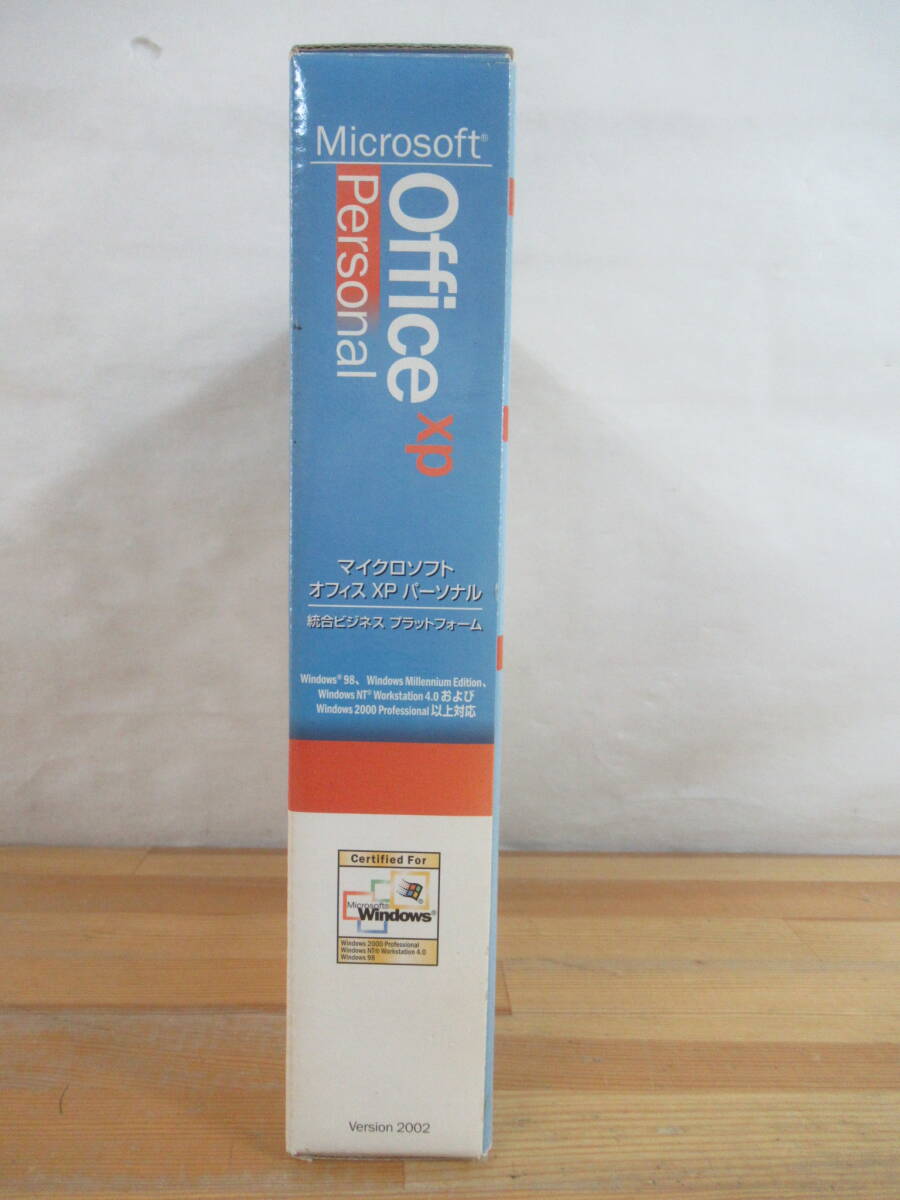 Microsoft®
Office xp
Personal
マイクロソフト
オフィス XP パーソナル
統合ビジネス プラットフォーム
Windows® 98、 Windows Millennium Edition、
Windows NT® Workstation 4.0 および
Windows 2000 Professional 以上対応
Certified For
Microsoft®
Windows®
Windows 2000 Professional
Windows NT® Workstation 4.0
Windows 98
Version 2002